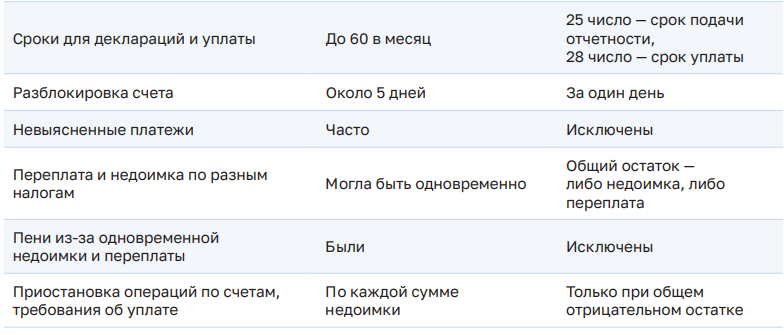 Сроки для деклараций и уплаты
До 60 в месяц
25 число — срок подачи
отчетности,
28 число — срок уплаты
Разблокировка счета
Около 5 дней
За один день
Невыясненные платежи
Часто
Исключены
Переплата и недоимка по разным
налогам
Могла быть одновременно
Общий остаток —
либо недоимка, либо
переплата
Пени из-за одновременной
недоимки и переплаты
Были
Исключены
Приостановка операций по счетам,
требования об уплате
По каждой сумме
недоимки
Только при общем
отрицательном остатке